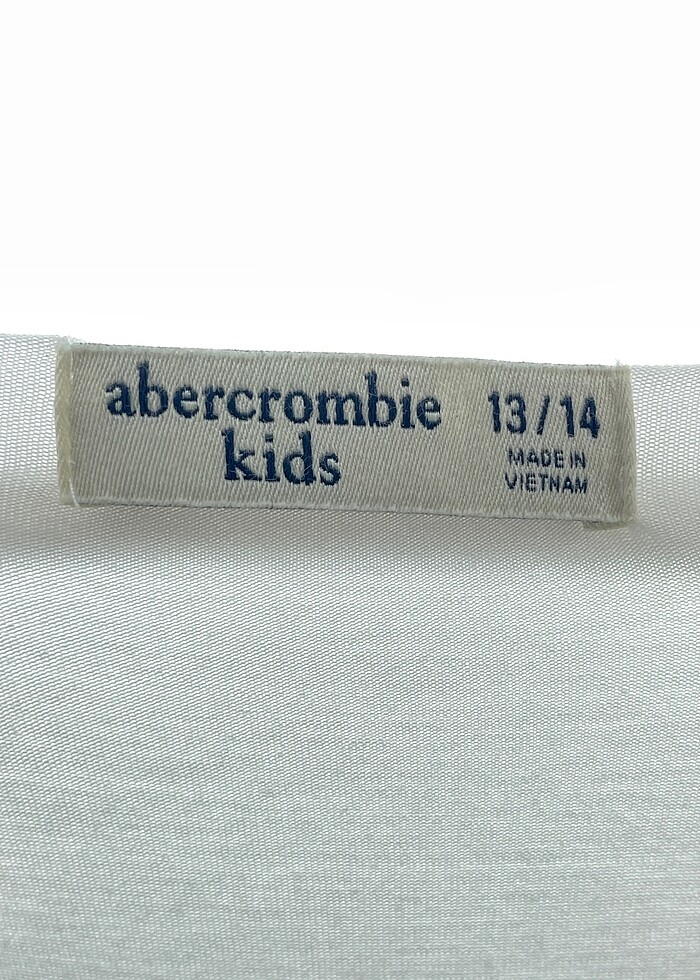 abercrombie
kids
13/14
MADE IN
VIETNAM